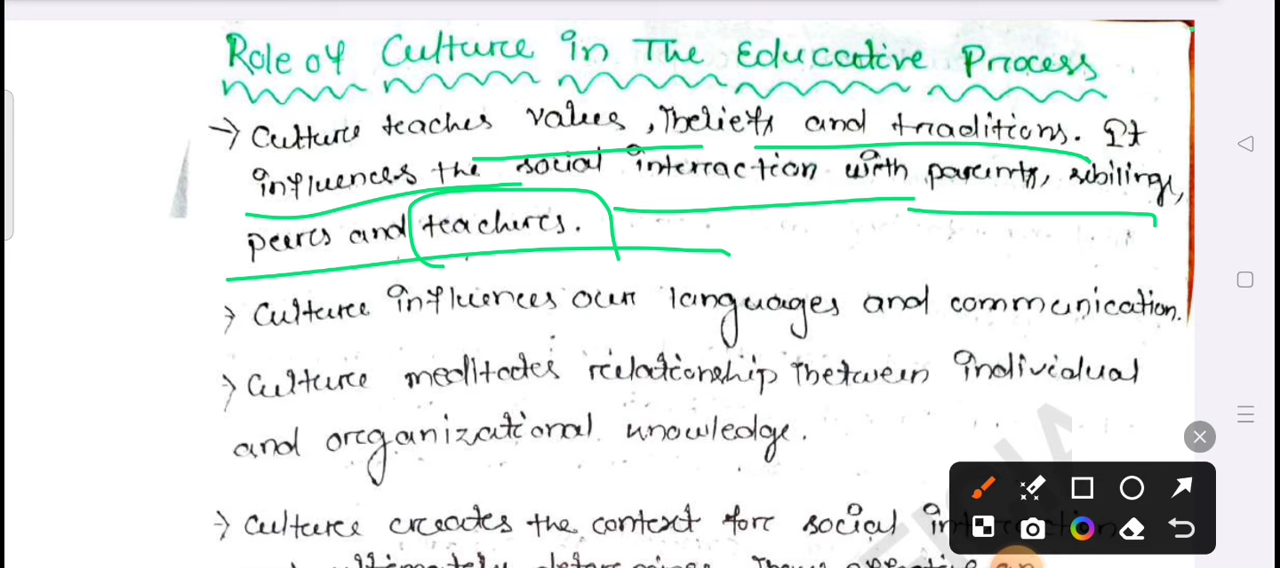 Role of Culture in The Educative Process
→ Culture teaches values, beliefs and traditions. It
influences the social interaction with parents, sibilings,
peers and teachers.
→ Culture influences our languages and communication.
→ Culture meditates relationship between individual
and organizational knowledge.
→ Culture creates the context for social